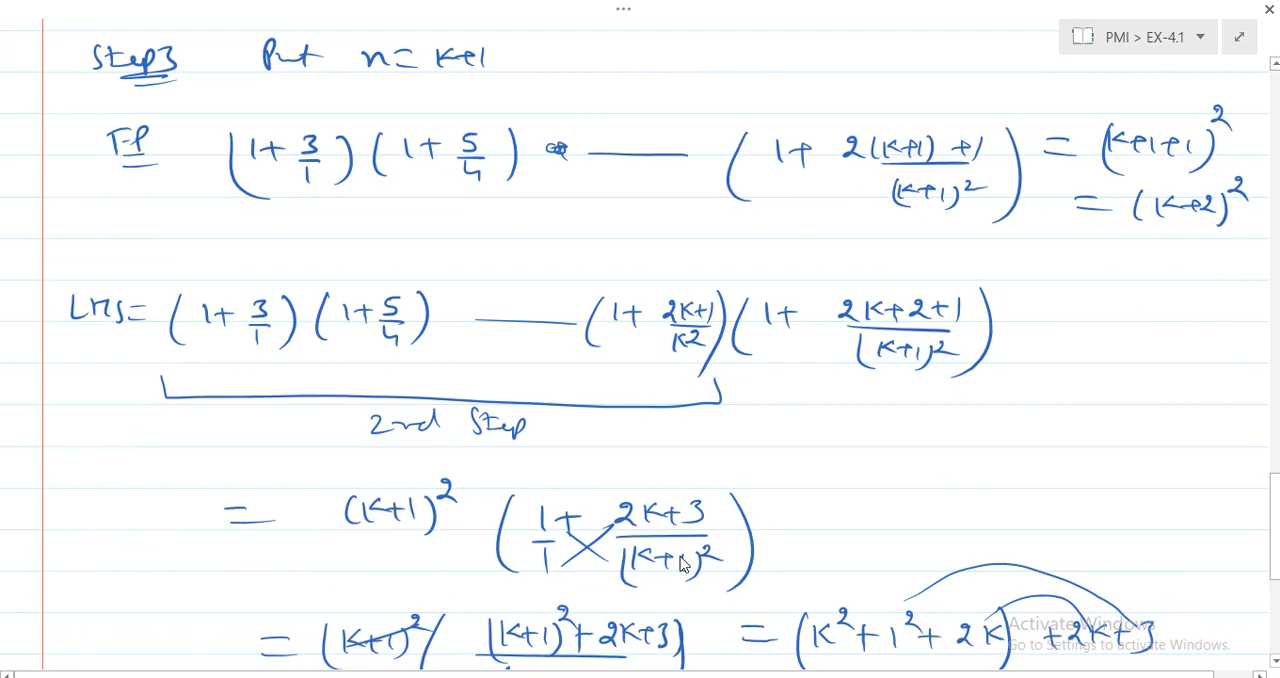 PMI > EX-4.1
Step3 Put n = k+1
T.P (1 + 3/1)(1 + 5/4) —— (1 + 2(k+1)+1/(k+1)²) = (k+1+1)²
= (k+2)²
LHS = (1 + 3/1)(1 + 5/4) —— (1 + 2k+1/k²)(1 + 2k+2+1/(k+1)²)
2nd Step
= (k+1)² (1/1 + 2k+3/(k+1)²)
= (k+1)² ((k+1)²+2k+3) = (k²+1²+2k)+2k+3
Activate Windows
Go to Settings to activate Windows.